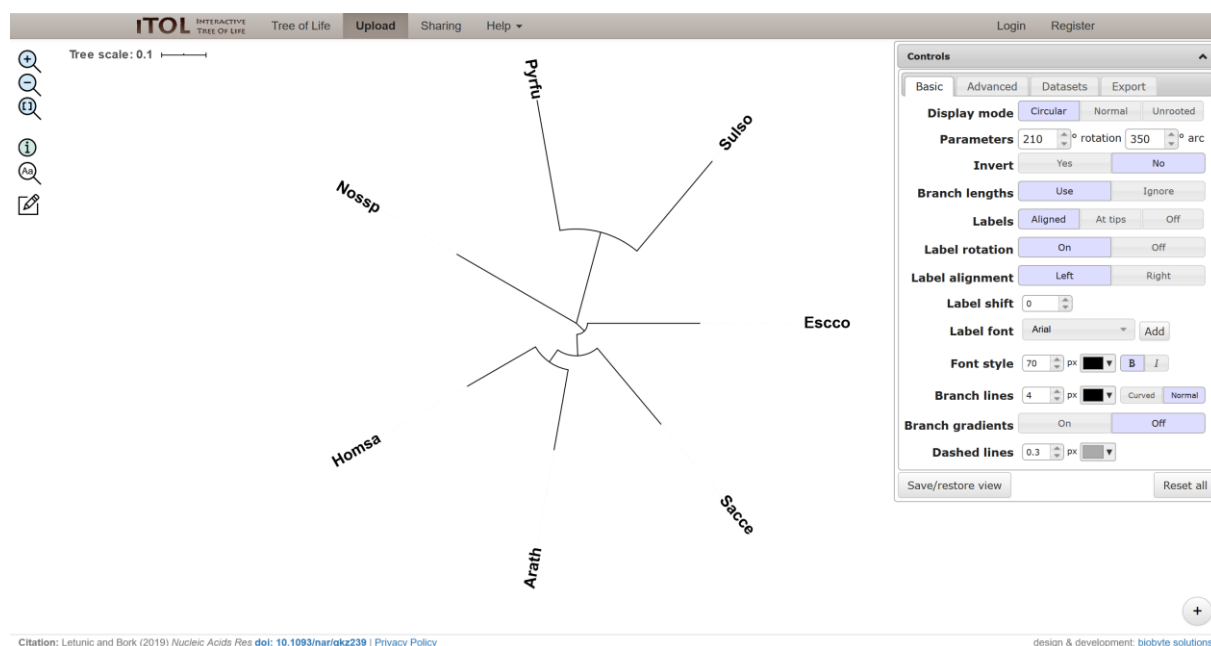 iTOL INTERACTIVE TREE OF LIFE Tree of Life Upload Sharing Help Login Register
Tree scale: 0.1
Pyrfu
Sulso
Nossp
Escco
Homsa
Sacce
Arath
Controls
Basic Advanced Datasets Export
Display mode Circular Normal Unrooted
Parameters 210 ° rotation 350 ° arc
Invert Yes No
Branch lengths Use Ignore
Labels Aligned At tips Off
Label rotation On Off
Label alignment Left Right
Label shift 0
Label font Arial Add
Font style 70 px B I
Branch lines 4 px Curved Normal
Branch gradients On Off
Dashed lines 0.3 px
Save/restore view Reset all
Aa
+
Citation: Letunic and Bork (2019) Nucleic Acids Res doi: 10.1093/nar/gkz239 | Privacy Policy design & development: biobyte solutions